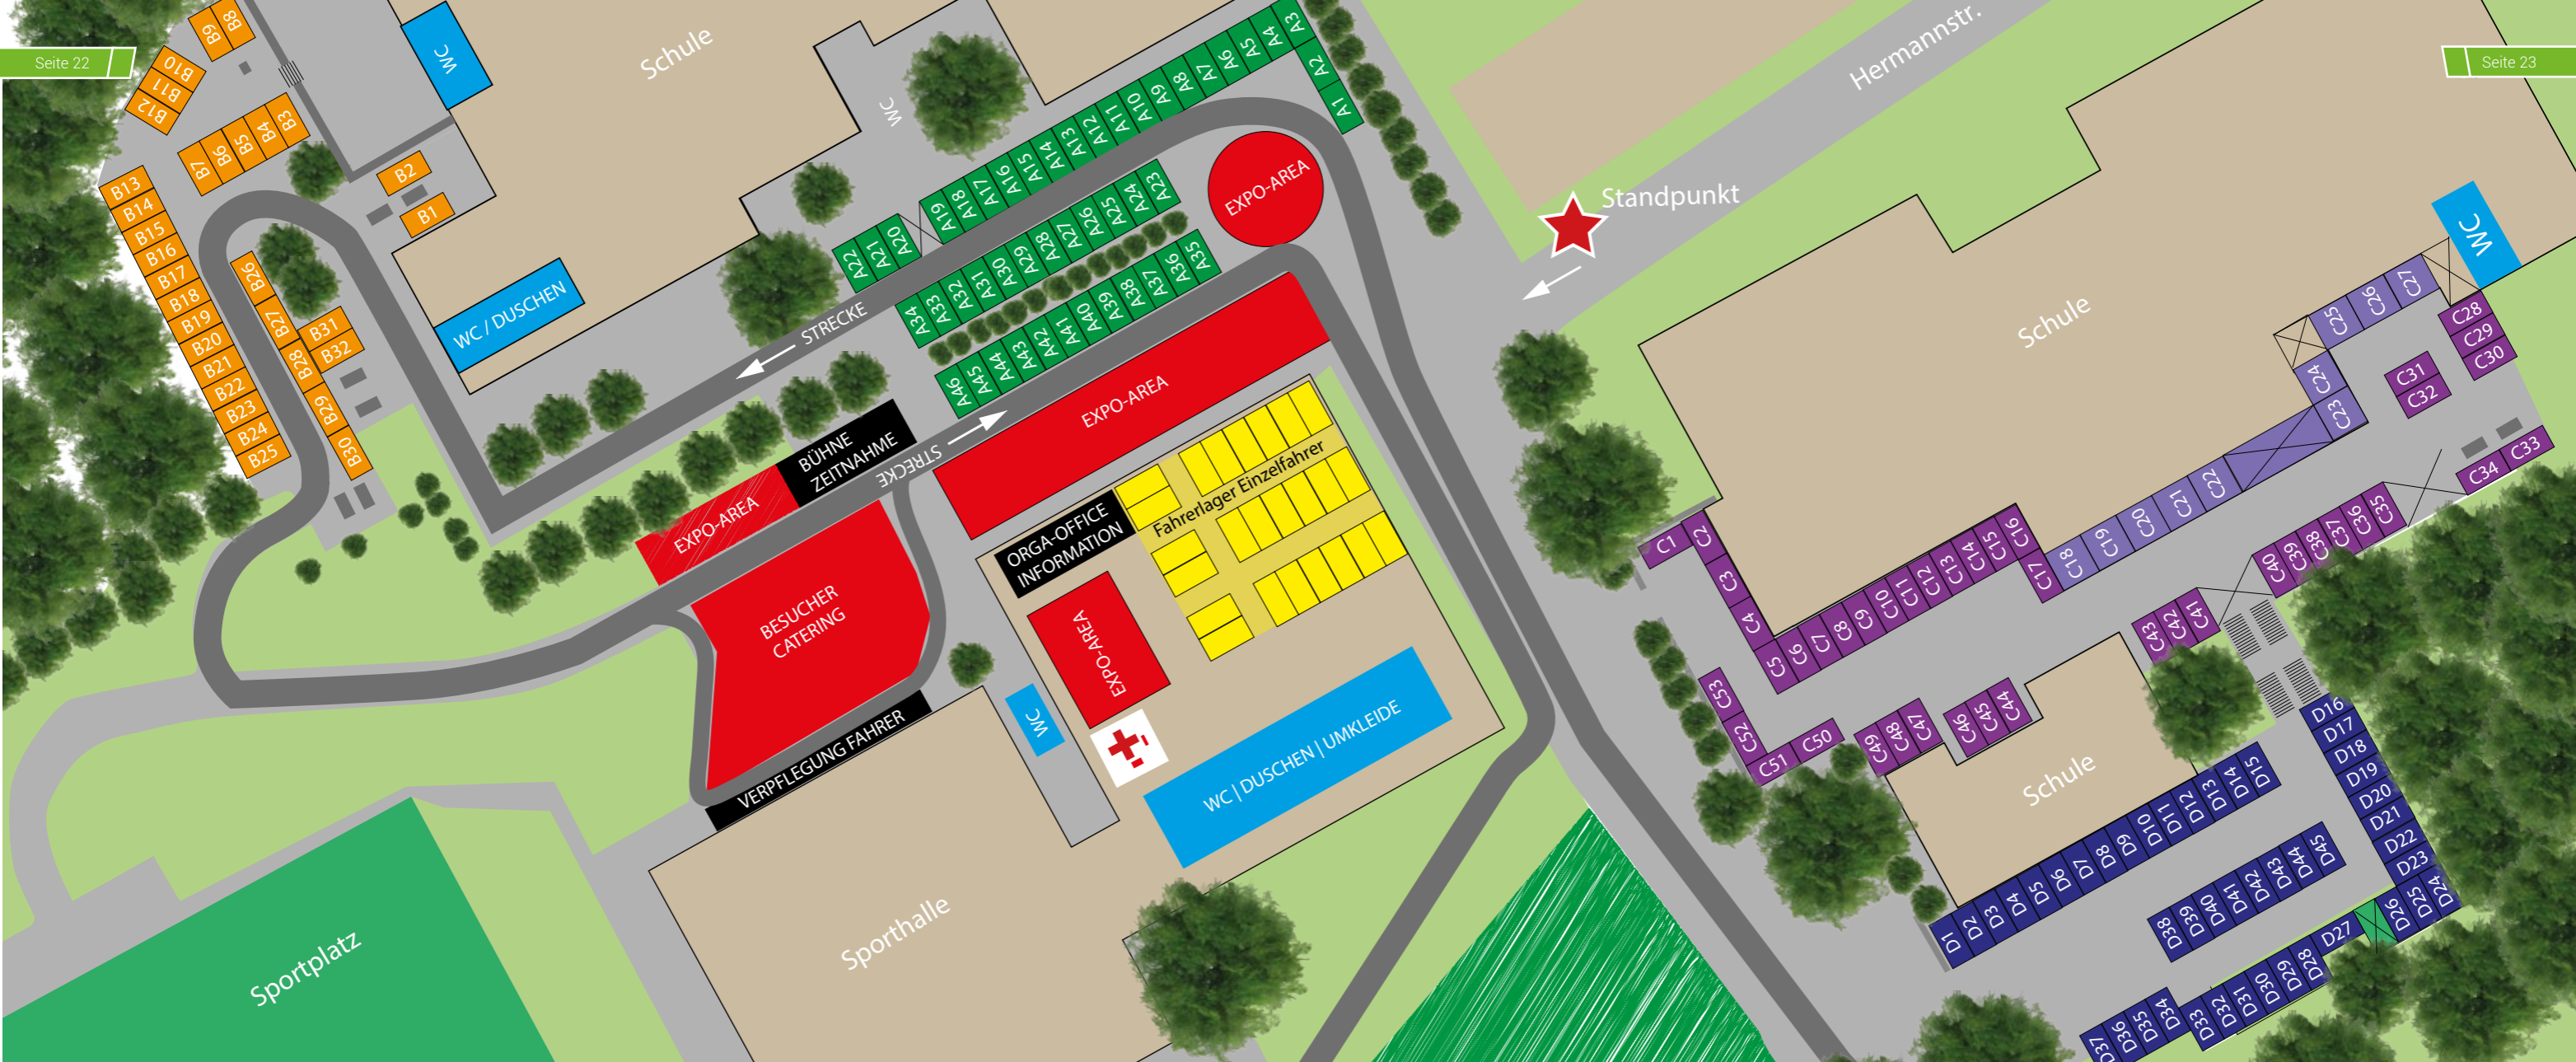 Seite 22
Seite 23
Schule
WC
WC
Hermannstr.
Standpunkt
Schule
WC
WC / DUSCHEN
EXPO-AREA
STRECKE
STRECKE
EXPO-AREA
BÜHNE
ZEITNAHME
EXPO-AREA
BESUCHER
CATERING
VERPFLEGUNG FAHRER
ORGA-OFFICE
INFORMATION
Fahrerlager Einzelfahrer
EXPO-AREA
WC
WC | DUSCHEN | UMKLEIDE
Sporthalle
Sportplatz
Schule
A1
A2
A3
A4
A5
A6
A7
A8
A9
A10
A11
A12
A13
A14
A15
A16
A17
A18
A19
A20
A21
A22
A23
A24
A25
A26
A27
A28
A29
A30
A31
A32
A33
A34
A35
A36
A37
A38
A39
A40
A41
A42
A43
A44
A45
A46
B1
B2
B3
B4
B5
B6
B7
B8
B9
B10
B11
B12
B13
B14
B15
B16
B17
B18
B19
B20
B21
B22
B23
B24
B25
B26
B27
B28
B29
B30
B31
B32
C1
C2
C3
C4
C5
C6
C7
C8
C9
C10
C11
C12
C13
C14
C15
C16
C17
C18
C19
C20
C21
C22
C23
C24
C25
C26
C27
C28
C29
C30
C31
C32
C33
C34
C35
C36
C37
C38
C39
C40
C41
C42
C43
C44
C45
C46
C47
C48
C49
C50
C51
C52
C53
D1
D2
D3
D4
D5
D6
D7
D8
D9
D10
D11
D12
D13
D14
D15
D16
D17
D18
D19
D20
D21
D22
D23
D24
D25
D26
D27
D28
D29
D30
D31
D32
D33
D34
D35
D36
D37
D38
D39
D40
D41
D42
D43
D44
D45